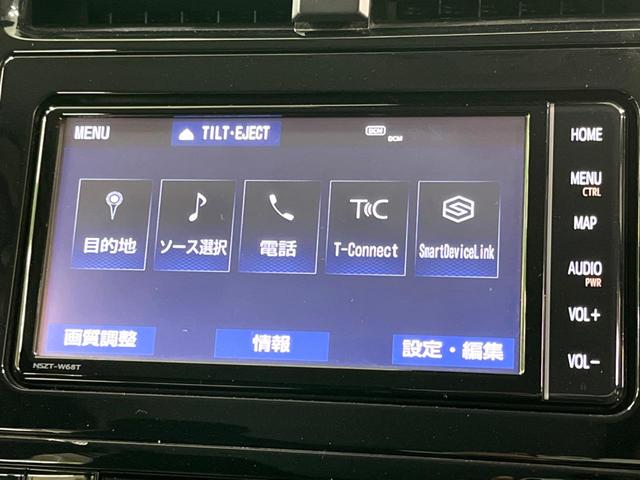 MENU
TILT・EJECT
DCM
DCM
目的地
ソース選択
電話
T-Connect
SmartDeviceLink
画質調整
情報
設定・編集
NSZT-W68T
HOME
MENU
CTRL
MAP
AUDIO
PWR
VOL+
VOL−